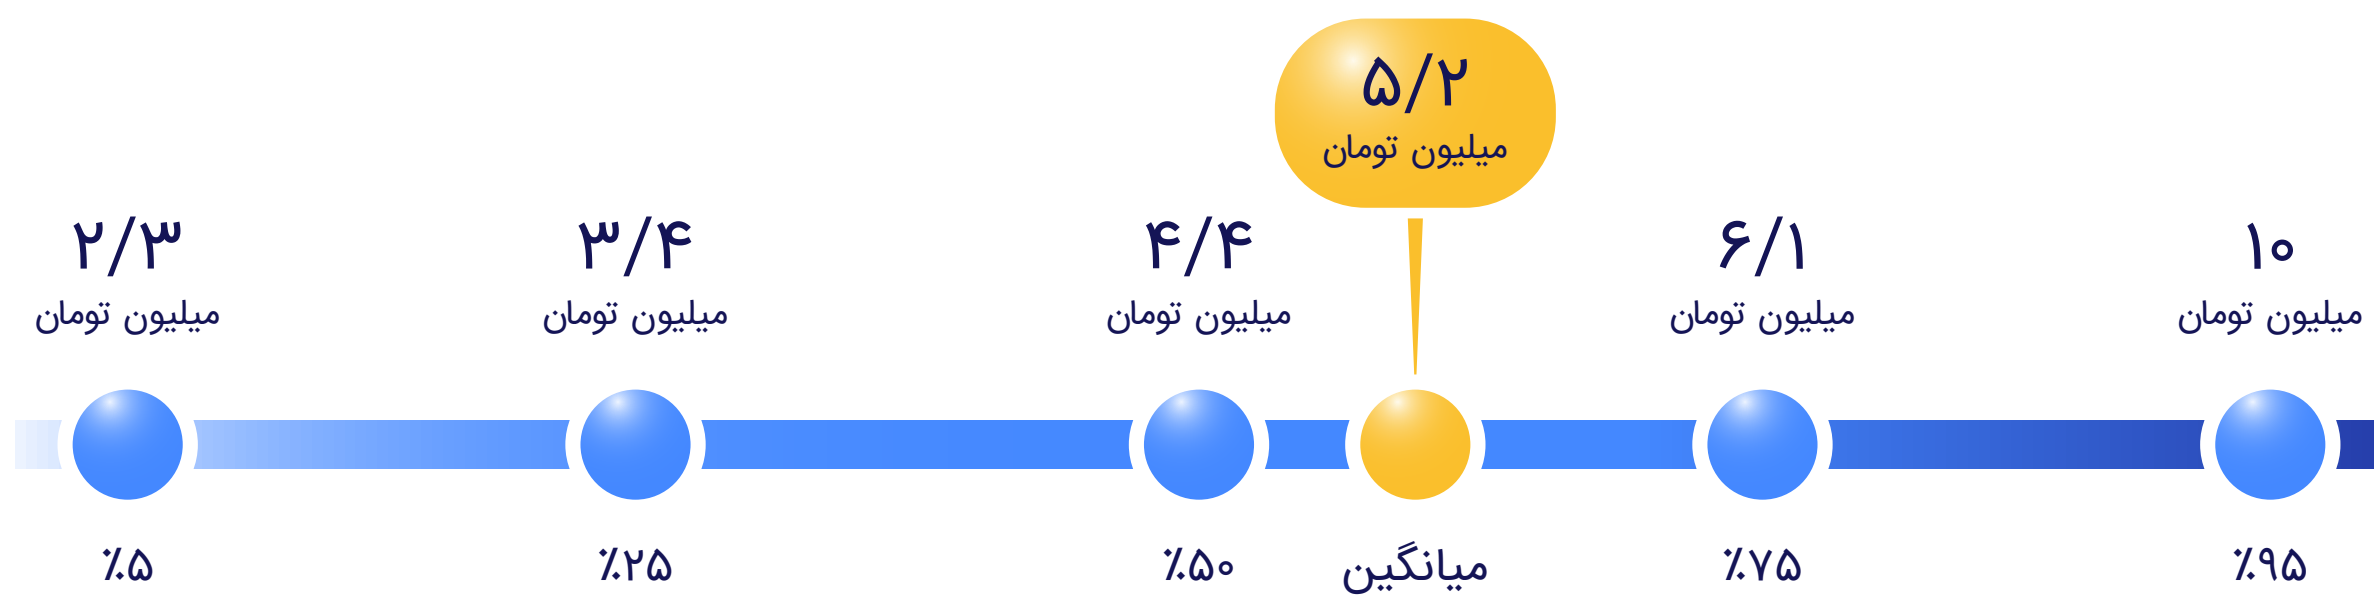 ۵/۲
میلیون تومان
۲/۳
میلیون تومان
۳/۴
میلیون تومان
۴/۴
میلیون تومان
۶/۱
میلیون تومان
۱۰
میلیون تومان
٪۵
٪۲۵
٪۵۰
میانگین
٪۷۵
٪۹۵